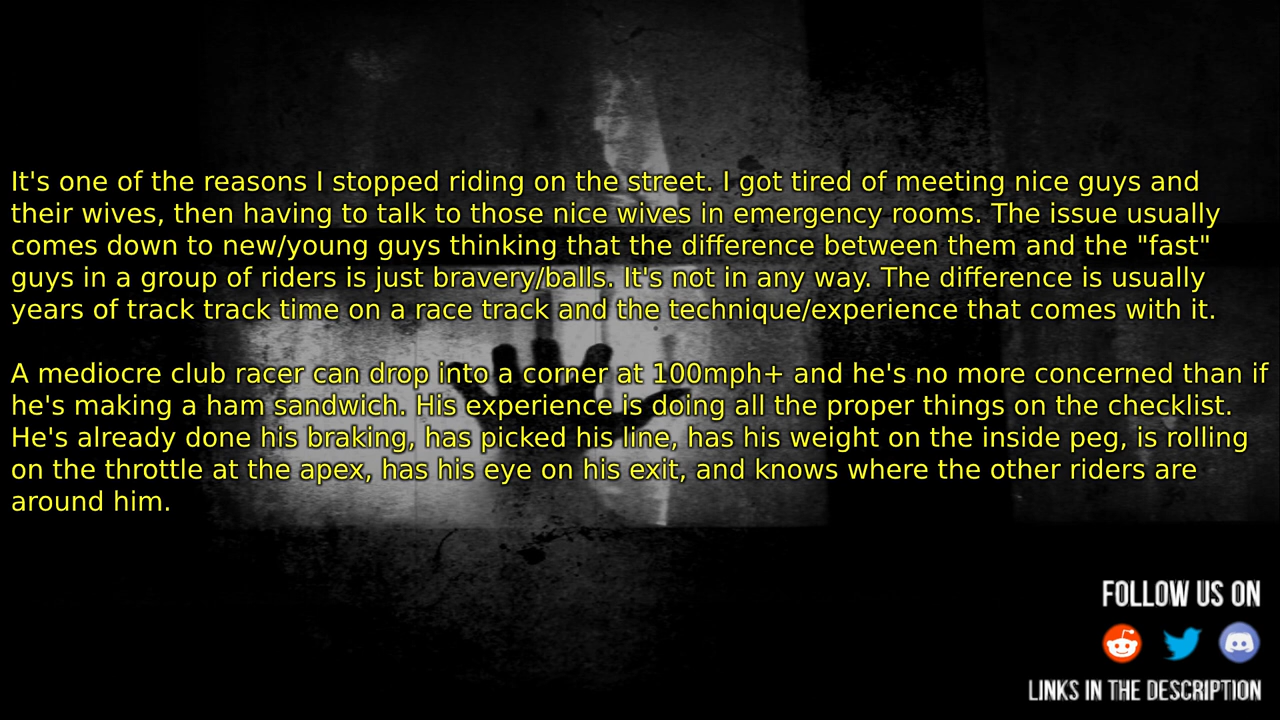 It's one of the reasons I stopped riding on the street. I got tired of meeting nice guys and
their wives, then having to talk to those nice wives in emergency rooms. The issue usually
comes down to new/young guys thinking that the difference between them and the "fast"
guys in a group of riders is just bravery/balls. It's not in any way. The difference is usually
years of track track time on a race track and the technique/experience that comes with it.
A mediocre club racer can drop into a corner at 100mph+ and he's no more concerned than if
he's making a ham sandwich. His experience is doing all the proper things on the checklist.
He's already done his braking, has picked his line, has his weight on the inside peg, is rolling
on the throttle at the apex, has his eye on his exit, and knows where the other riders are
around him.
FOLLOW US ON
LINKS IN THE DESCRIPTION